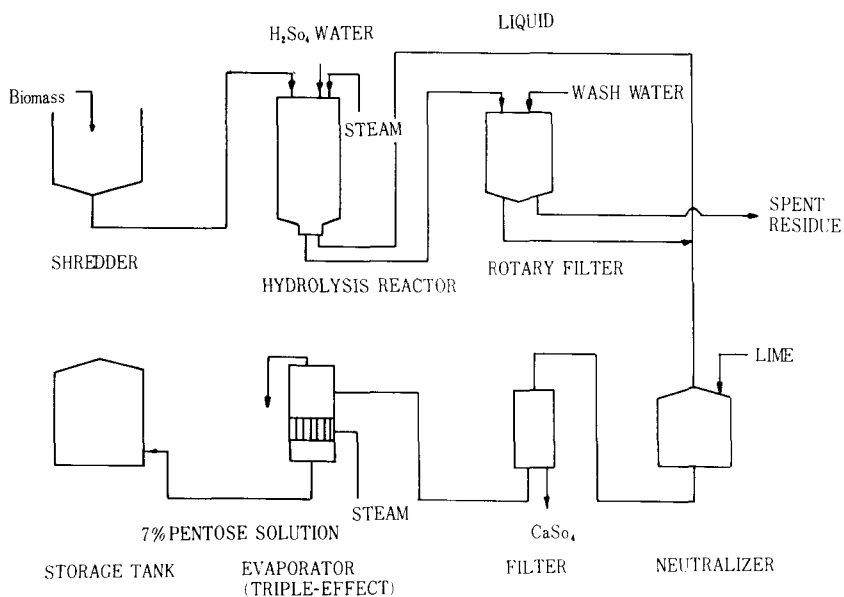 H₂So₄ WATER
LIQUID
Biomass
WASH WATER
STEAM
SPENT
RESIDUE
SHREDDER
HYDROLYSIS REACTOR
ROTARY FILTER
LIME
STEAM
7% PENTOSE SOLUTION
CaSo₄
STORAGE TANK
EVAPORATOR
(TRIPLE-EFFECT)
FILTER
NEUTRALIZER